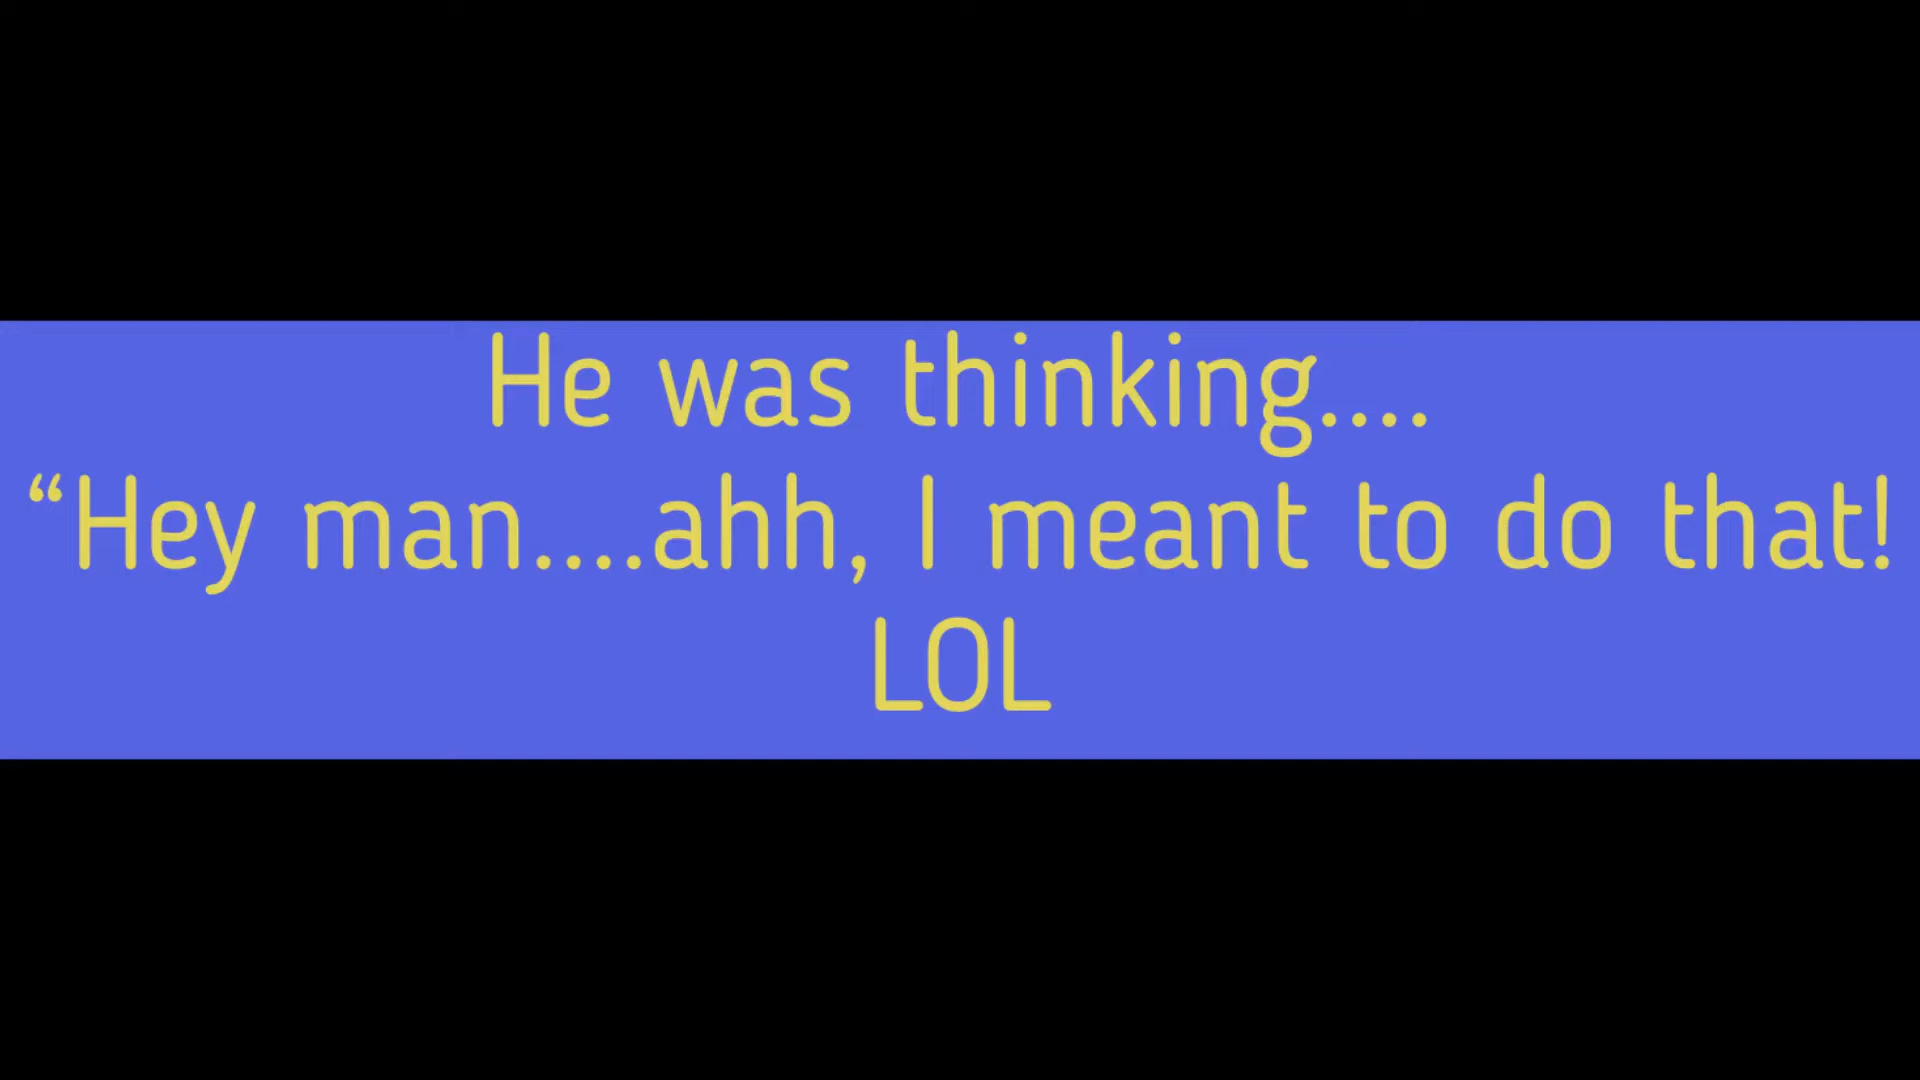 He was thinking....
“Hey man....ahh, I meant to do that!
LOL